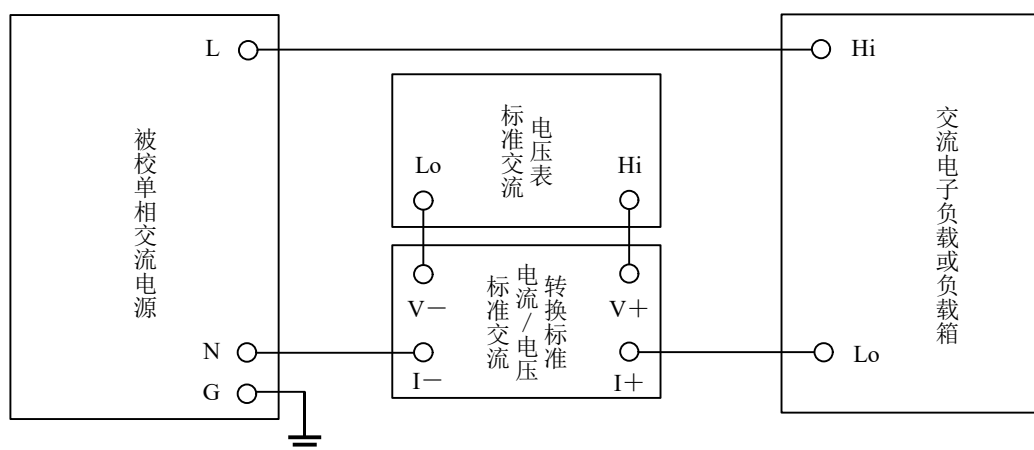 L
Hi
被校单相交流电源
标准交流
电压表
Lo
Hi
交流电子负载或负载箱
V－
V＋
标准交流
电流/电压
转换标准
N
I－
I＋
Lo
G